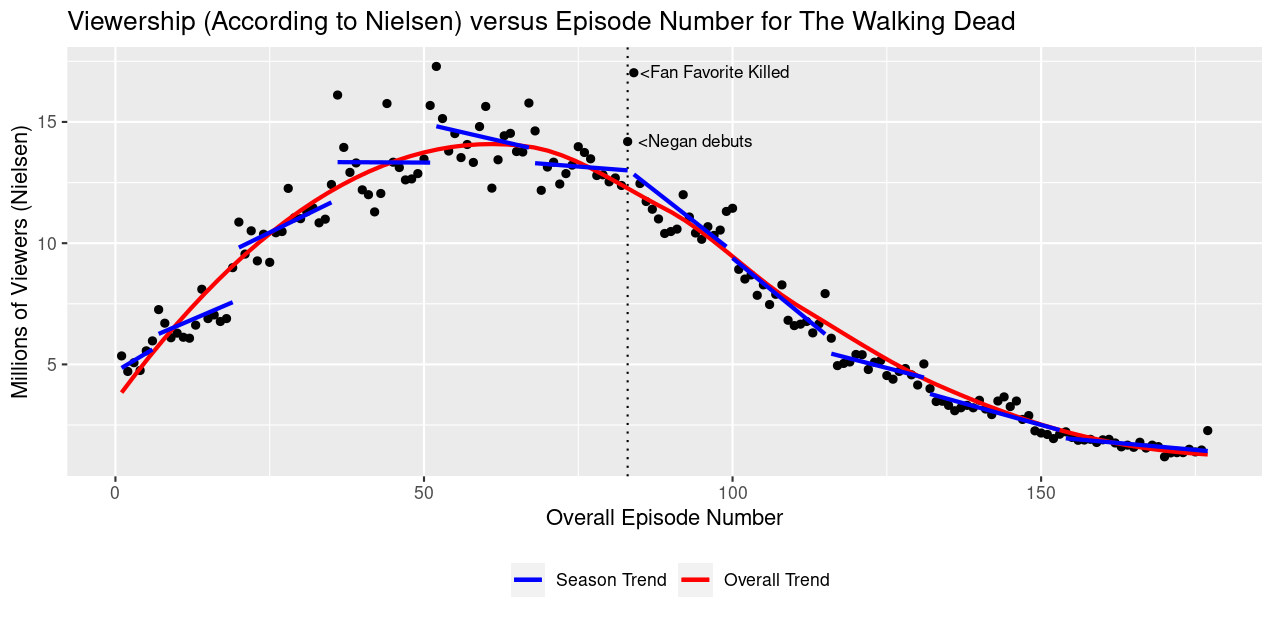 Viewership (According to Nielsen) versus Episode Number for The Walking Dead
Millions of Viewers (Nielsen)
15
10
5
<Fan Favorite Killed
<Negan debuts
0
50
100
150
Overall Episode Number
Season Trend
Overall Trend